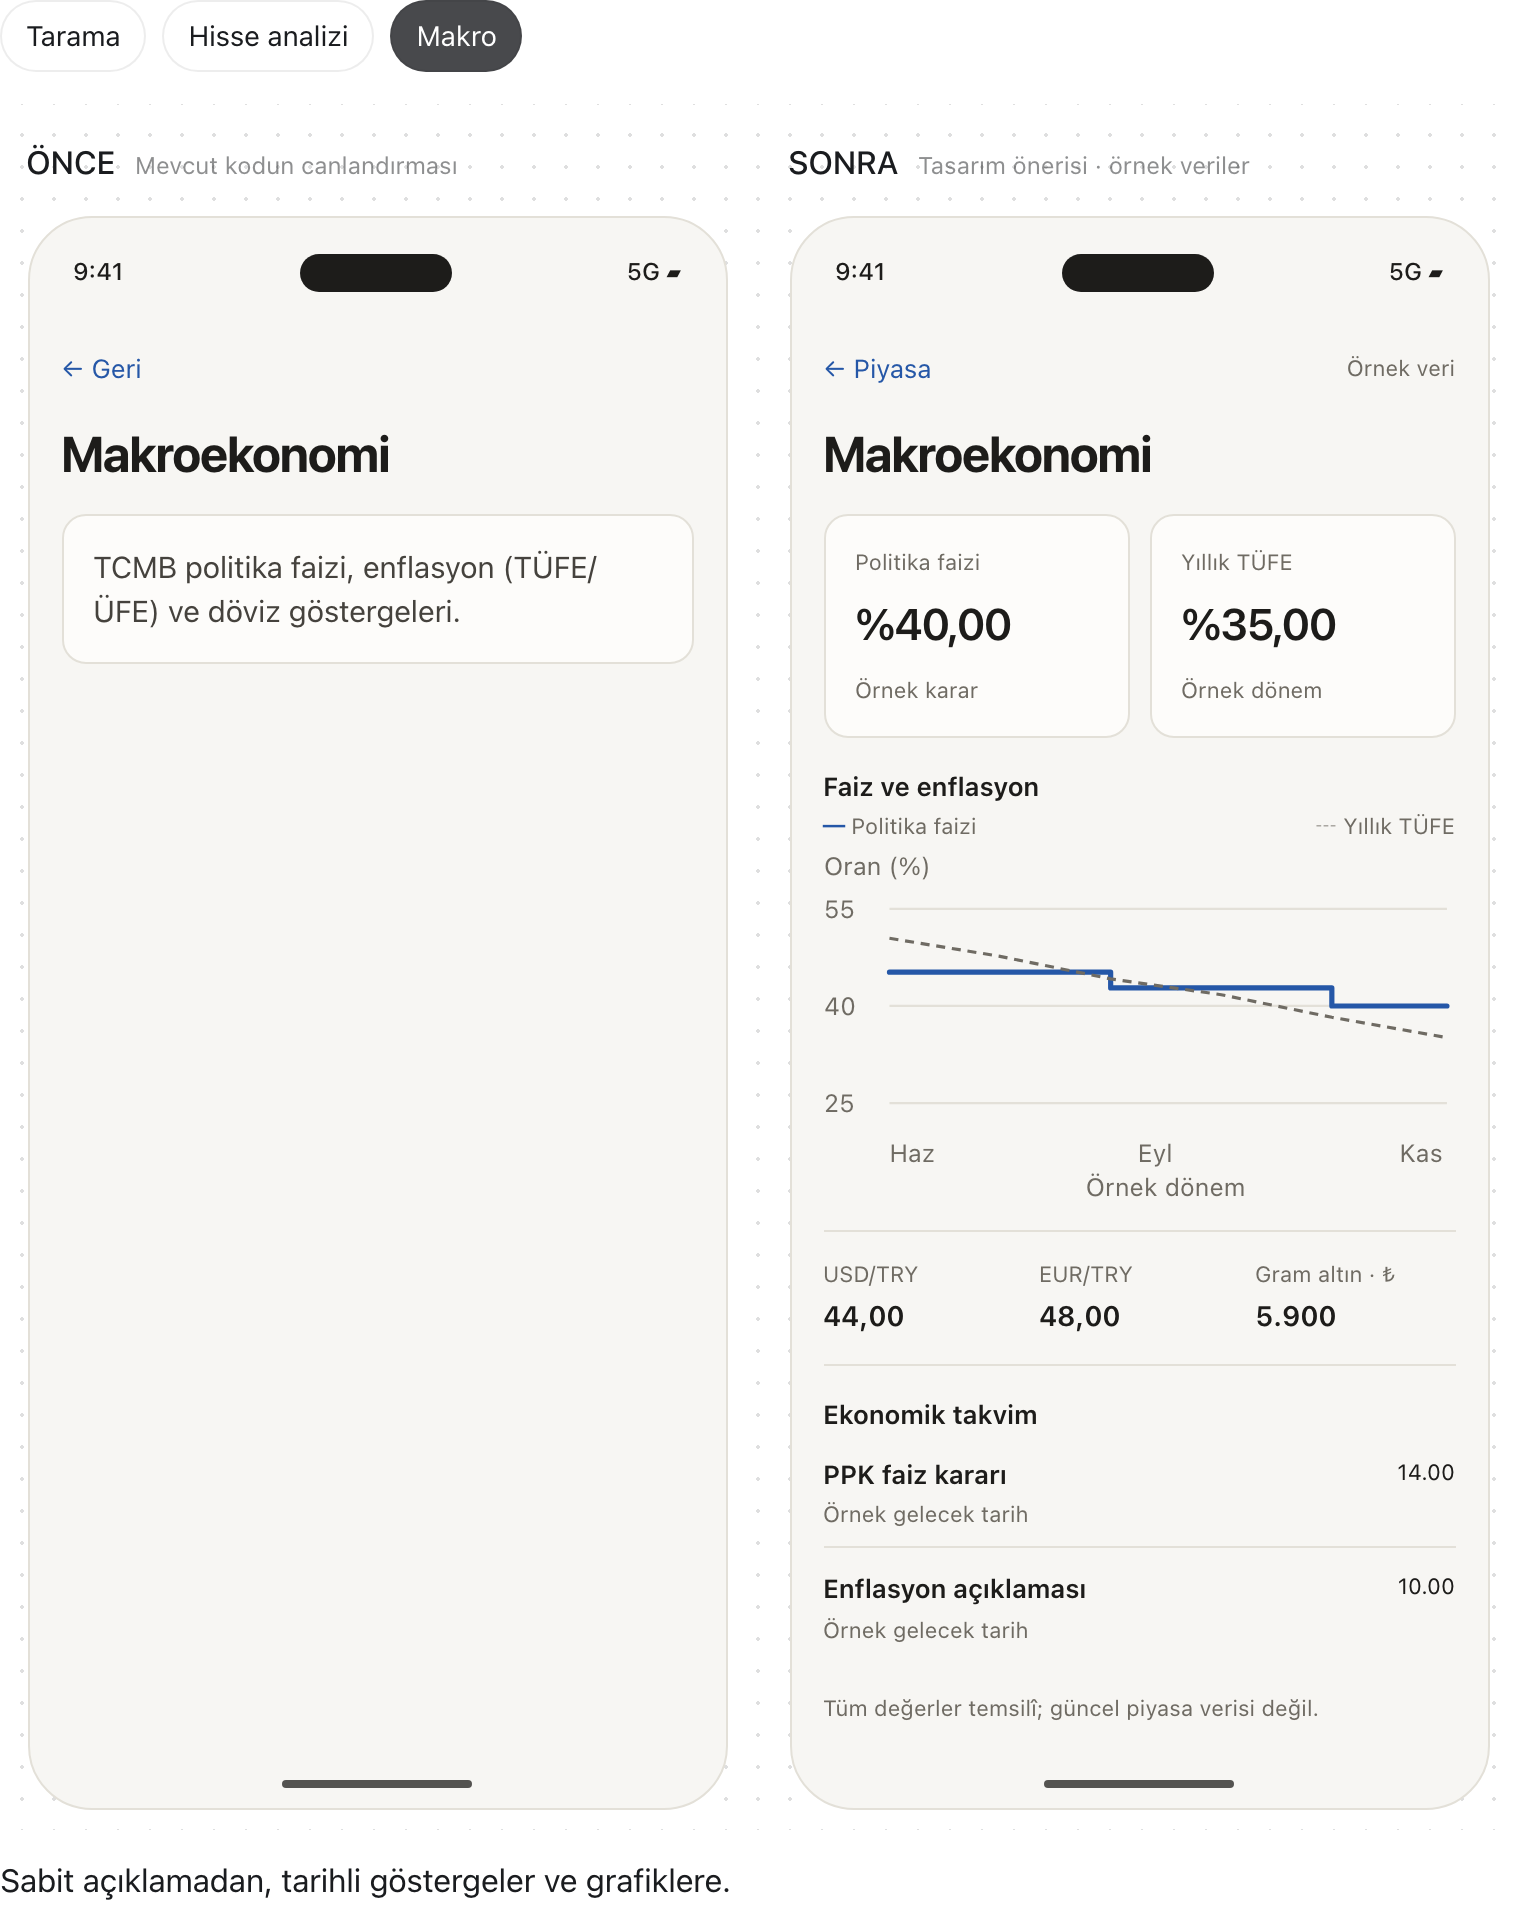 Tarama
Hisse analizi
Makro
ÖNCE Mevcut kodun canlandırması
9:41
5G
← Geri
Makroekonomi
TCMB politika faizi, enflasyon (TÜFE/
ÜFE) ve döviz göstergeleri.
SONRA Tasarım önerisi · örnek veriler
9:41
5G
← Piyasa
Örnek veri
Makroekonomi
Politika faizi
%40,00
Örnek karar
Yıllık TÜFE
%35,00
Örnek dönem
Faiz ve enflasyon
Politika faizi
Yıllık TÜFE
Oran (%)
55
40
25
Haz
Eyl
Kas
Örnek dönem
USD/TRY
44,00
EUR/TRY
48,00
Gram altın · ₺
5.900
Ekonomik takvim
PPK faiz kararı
14.00
Örnek gelecek tarih
Enflasyon açıklaması
10.00
Örnek gelecek tarih
Tüm değerler temsilî; güncel piyasa verisi değil.
Sabit açıklamadan, tarihli göstergeler ve grafiklere.